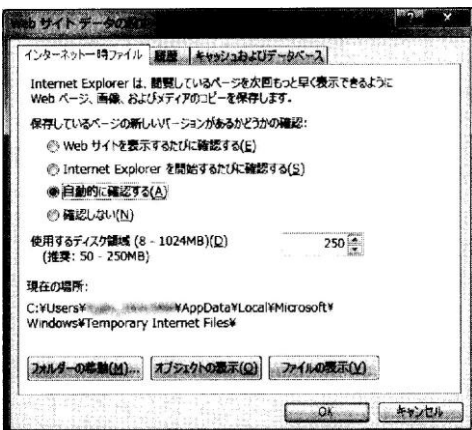 Web サイト データの設定
インターネット一時ファイル 履歴 キャッシュおよびデータベース
Internet Explorer は、閲覧しているページを次回もっと早く表示できるように
Web ページ、画像、およびメディアのコピーを保存します。
保存しているページの新しいバージョンがあるかどうかの確認:
Web サイトを表示するたびに確認する(E)
Internet Explorer を開始するたびに確認する(S)
自動的に確認する(A)
確認しない(N)
使用するディスク領域 (8 - 1024MB)(D) 250
(推奨: 50 - 250MB)
現在の場所:
C:¥Users¥ ¥AppData¥Local¥Microsoft¥
Windows¥Temporary Internet Files¥
フォルダーの移動(M)... オブジェクトの表示(O) ファイルの表示(V)
OK キャンセル